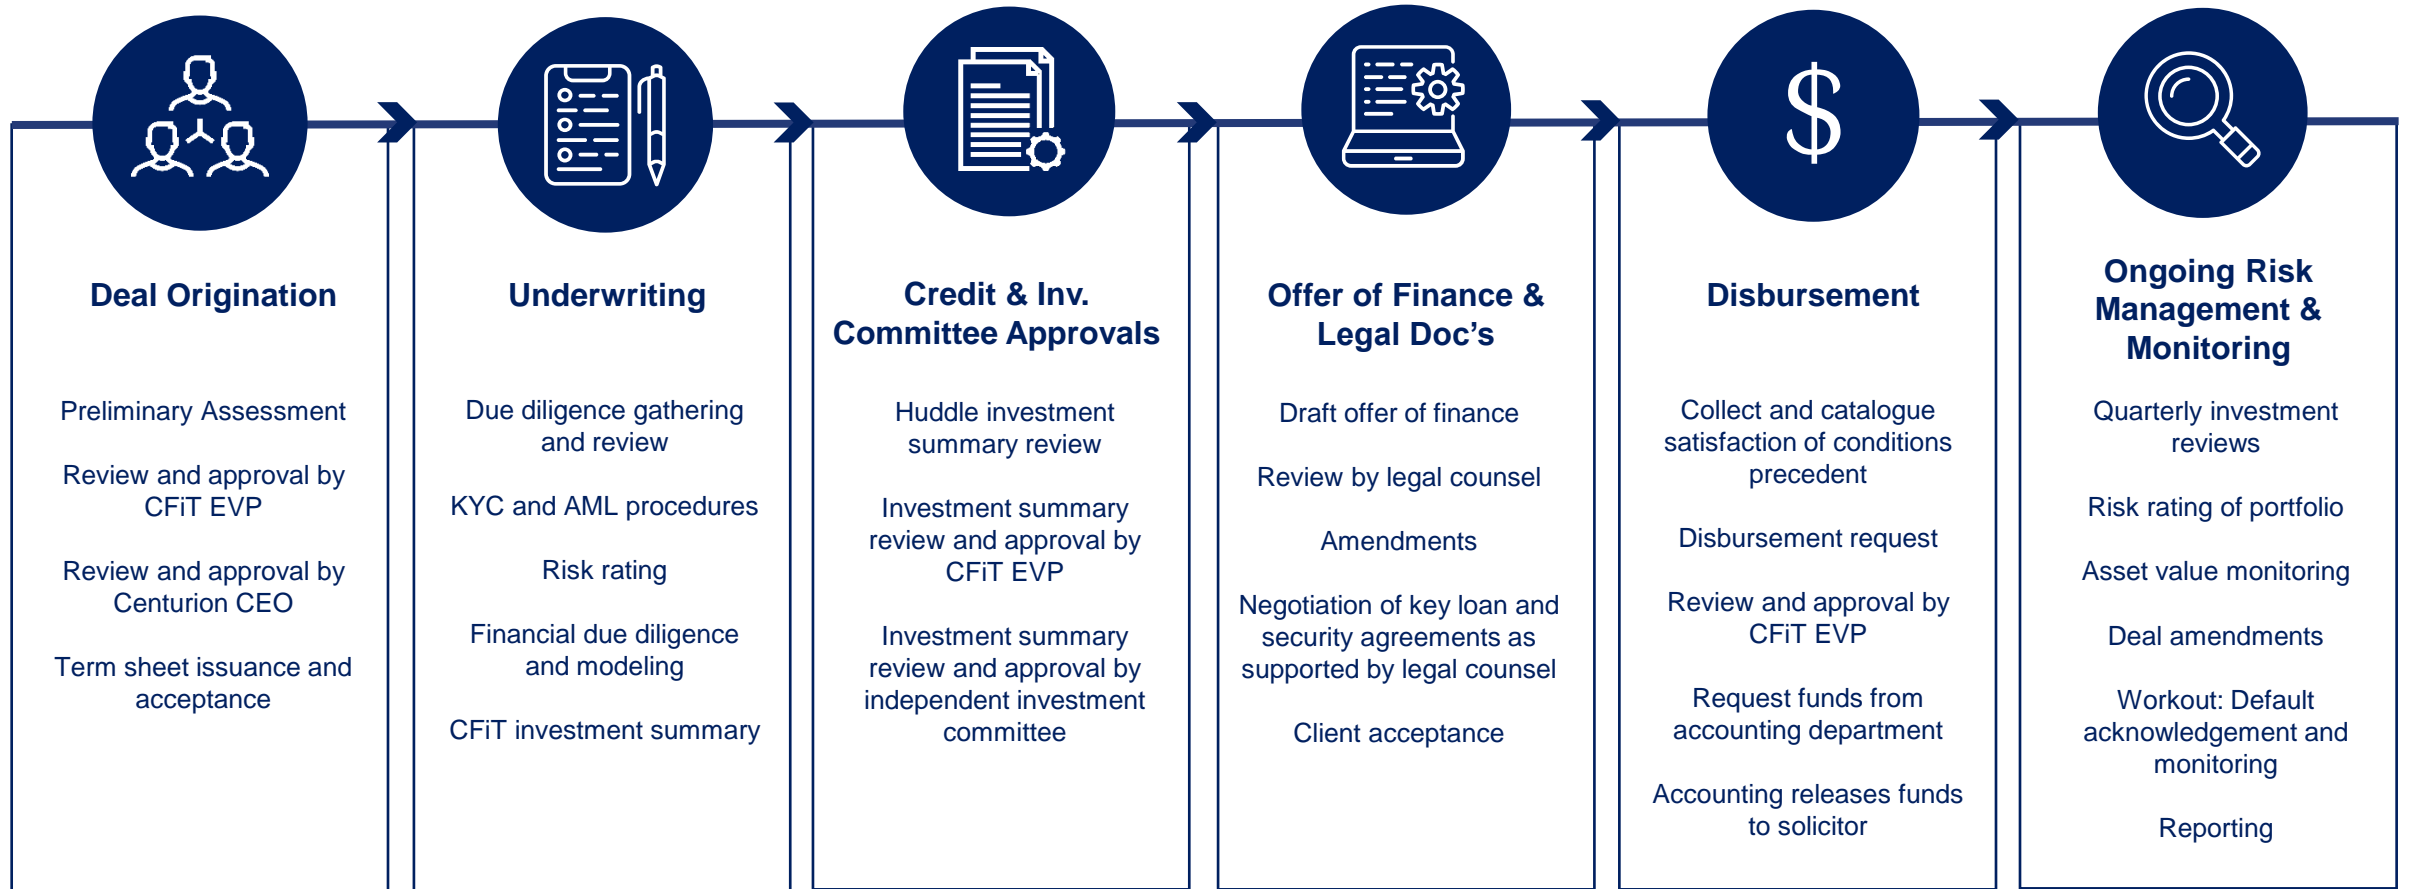 Deal Origination
Preliminary Assessment
Review and approval by
CFiT EVP
Review and approval by
Centurion CEO
Term sheet issuance and
acceptance
Underwriting
Due diligence gathering
and review
KYC and AML procedures
Risk rating
Financial due diligence
and modeling
CFiT investment summary
Credit & Inv.
Committee Approvals
Huddle investment
summary review
Investment summary
review and approval by
CFiT EVP
Investment summary
review and approval by
independent investment
committee
Offer of Finance &
Legal Doc’s
Draft offer of finance
Review by legal counsel
Amendments
Negotiation of key loan and
security agreements as
supported by legal counsel
Client acceptance
$
Disbursement
Collect and catalogue
satisfaction of conditions
precedent
Disbursement request
Review and approval by
CFiT EVP
Request funds from
accounting department
Accounting releases funds
to solicitor
Ongoing Risk
Management &
Monitoring
Quarterly investment
reviews
Risk rating of portfolio
Asset value monitoring
Deal amendments
Workout: Default
acknowledgement and
monitoring
Reporting